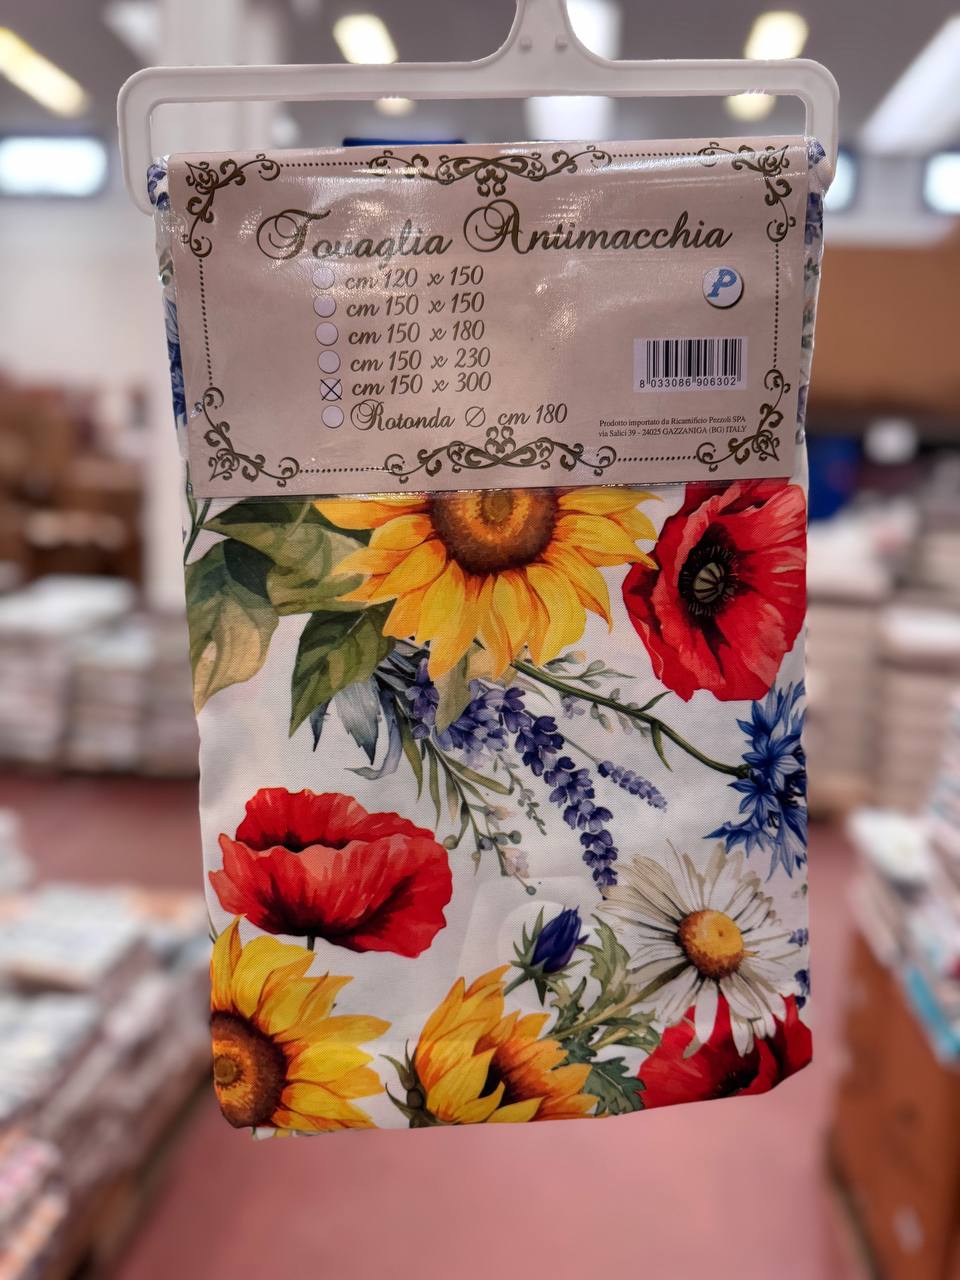 Tovaglia Antimacchia
cm 120 x 150
cm 150 x 150
cm 150 x 180
cm 150 x 230
cm 150 x 300
Rotonda Ø cm 180
P
8 033086 906302
Prodotto importato da Ricamificio Pezzoli SPA
via Salici 39 - 24025 GAZZANIGA (BG) ITALY